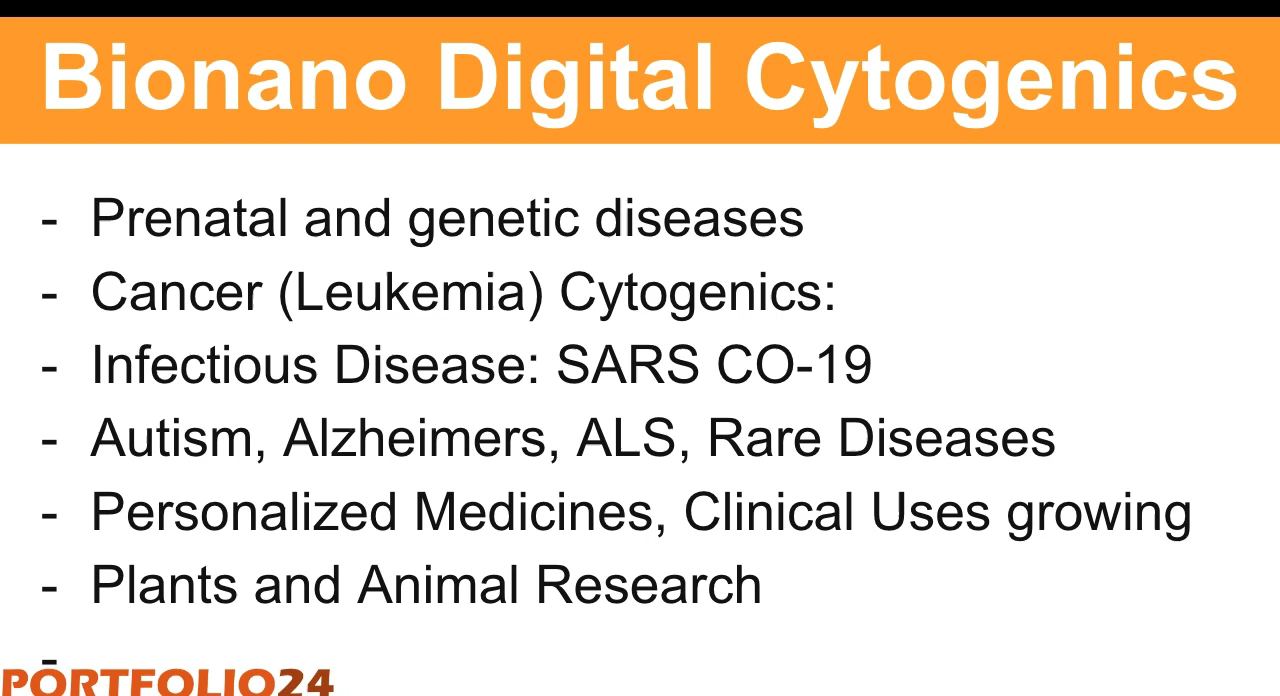 Bionano Digital Cytogenics
- Prenatal and genetic diseases
- Cancer (Leukemia) Cytogenics:
- Infectious Disease: SARS CO-19
- Autism, Alzheimers, ALS, Rare Diseases
- Personalized Medicines, Clinical Uses growing
- Plants and Animal Research
-
PORTFOLIO24